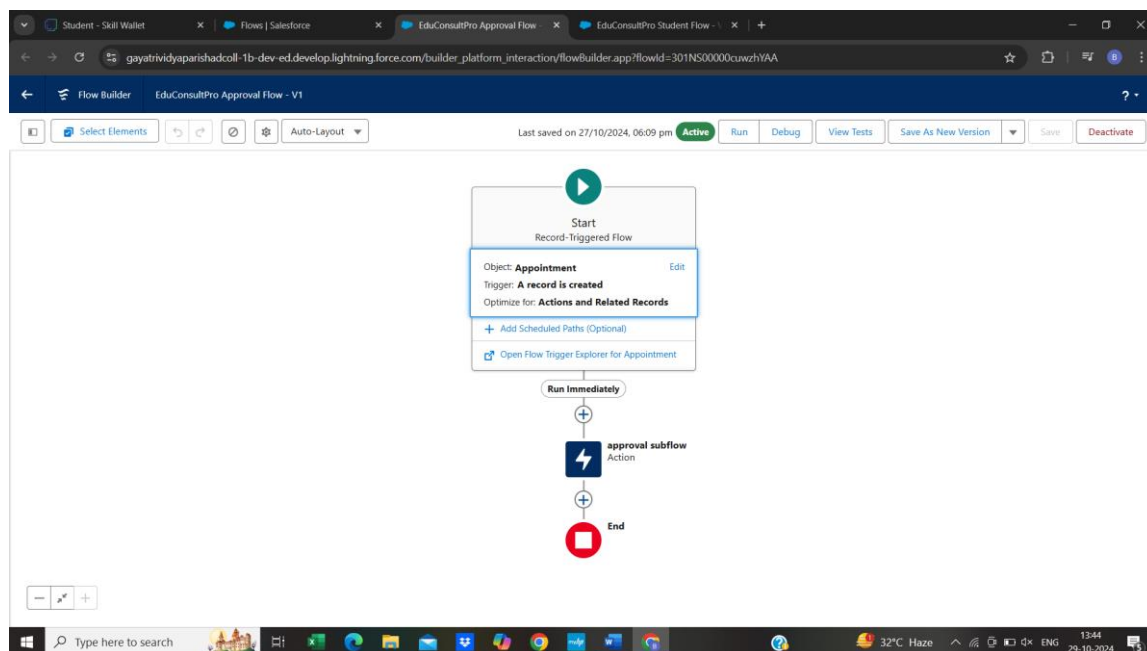 Student - Skill Wallet
Flows | Salesforce
EduConsultPro Approval Flow -
EduConsultPro Student Flow - V
gayatrividyaparishadcoll-1b-dev-ed.develop.lightning.force.com/builder_platform_interaction/flowBuilder.app?flowId=301NS00000cuwzhYAA
B
Flow Builder EduConsultPro Approval Flow - V1
?
Select Elements
Auto-Layout
Last saved on 27/10/2024, 06:09 pm
Active
Run
Debug
View Tests
Save As New Version
Save
Deactivate
Start
Record-Triggered Flow
Object: Appointment Edit
Trigger: A record is created
Optimize for: Actions and Related Records
+ Add Scheduled Paths (Optional)
Open Flow Trigger Explorer for Appointment
Run Immediately
approval subflow
Action
End
Type here to search
32°C Haze
ENG
13:44
29-10-2024